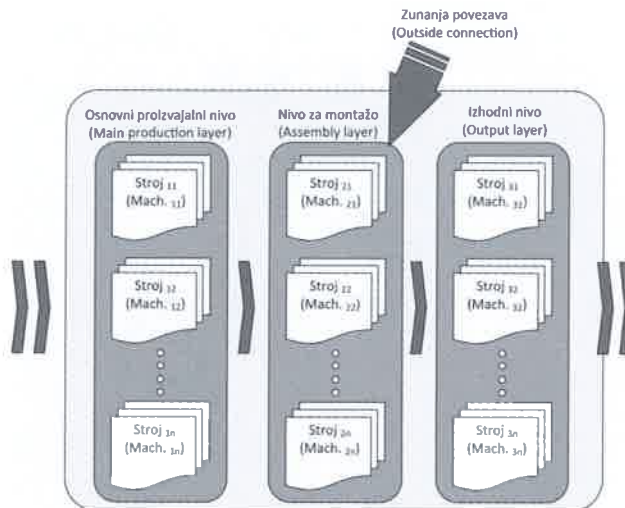 Zunanja povezava
(Outside connection)
Osnovni proizvajalni nivo
(Main production layer)
Nivo za montažo
(Assembly layer)
Izhodni nivo
(Output layer)
Stroj 11
(Mach. 11)
Stroj 21
(Mach. 21)
Stroj 31
(Mach. 31)
Stroj 12
(Mach. 12)
Stroj 22
(Mach. 22)
Stroj 32
(Mach. 32)
Stroj 1n
(Mach. 1n)
Stroj 2n
(Mach. 2n)
Stroj 3n
(Mach. 3n)